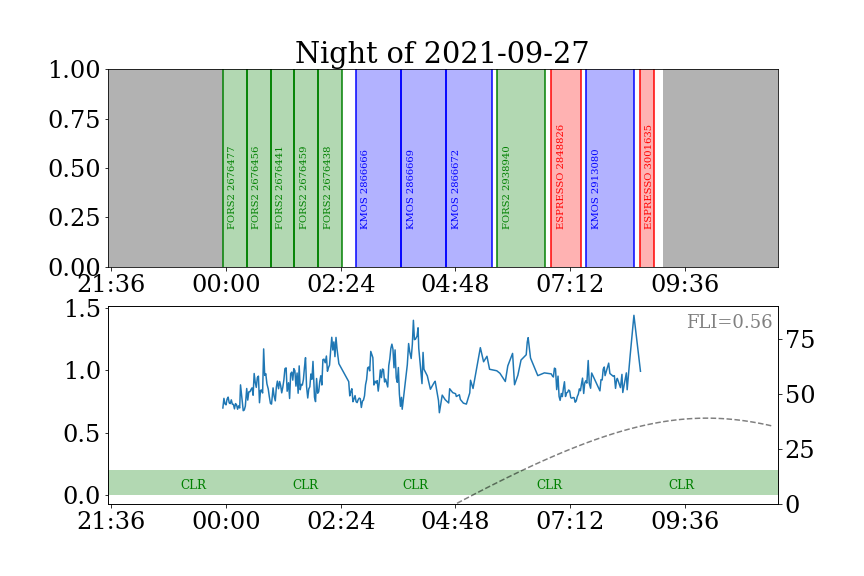 Night of 2021-09-27
1.00
0.75
0.50
0.25
0.00
FORS2 2676477
FORS2 2676456
FORS2 2676441
FORS2 2676459
FORS2 2676438
KMOS 2866666
KMOS 2866669
KMOS 2866672
FORS2 2938940
ESPRESSO 2848826
KMOS 2913080
ESPRESSO 3001635
21:36 00:00 02:24 04:48 07:12 09:36
1.5
1.0
0.5
0.0
FLI=0.56
75
50
25
0
CLR CLR CLR CLR CLR
21:36 00:00 02:24 04:48 07:12 09:36